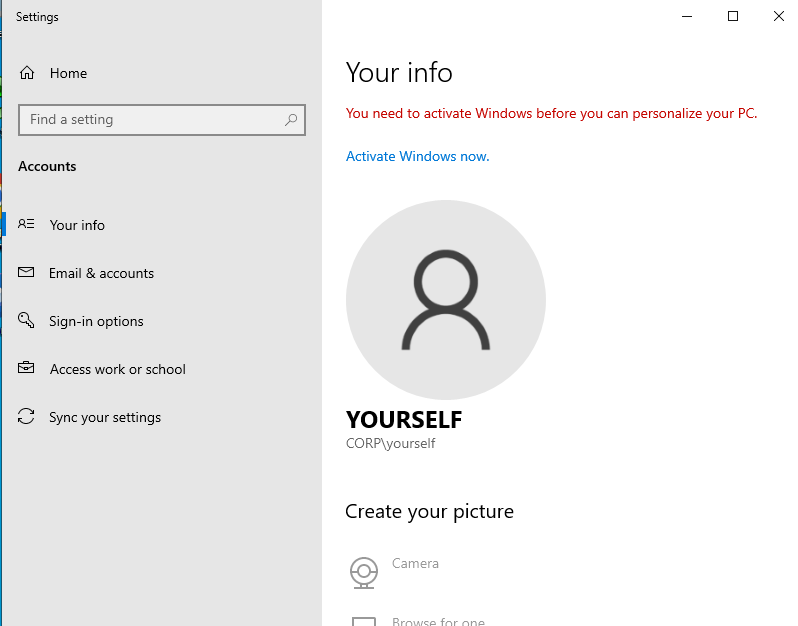 Settings
Home
Find a setting
Accounts
Your info
Email & accounts
Sign-in options
Access work or school
Sync your settings
Your info
You need to activate Windows before you can personalize your PC.
Activate Windows now.
YOURSELF
CORP\yourself
Create your picture
Camera
Browse for one